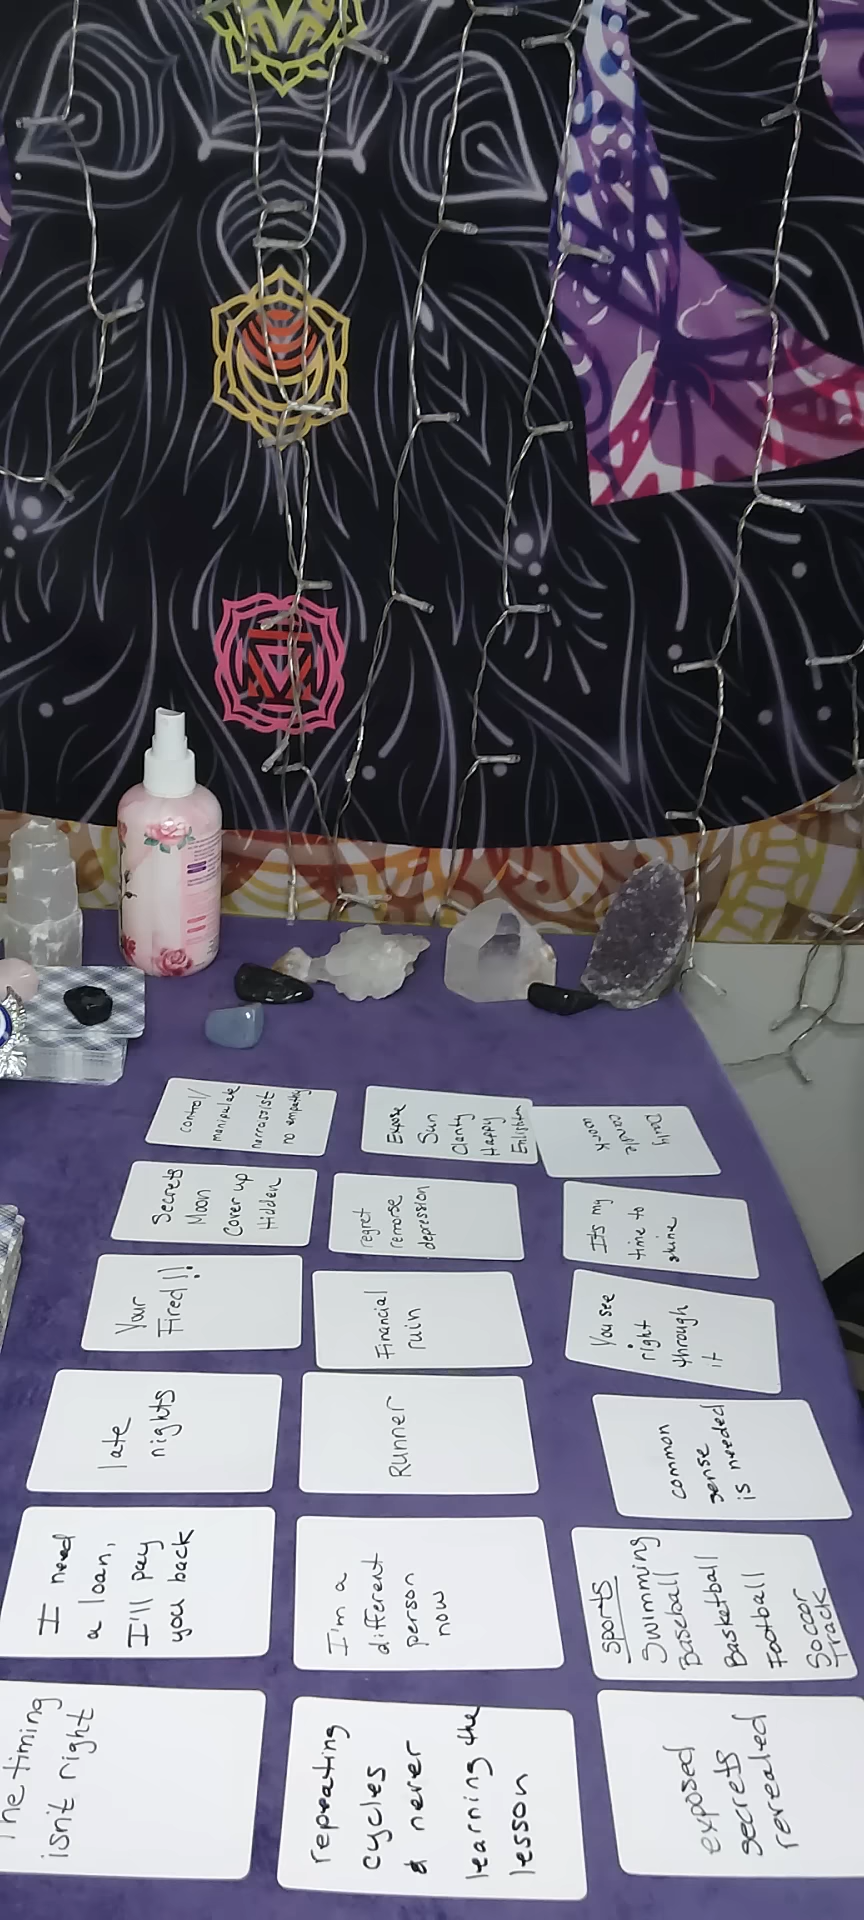 control/
manipulate
narcissist
no empathy
Expose
Sun
Clarity
Happy
Enlighten
Daily
candle
work
Secrets
Moon
Cover up
Hidden
regret
remorse
depression
It's my
time to
shine
Your
Fired!!
Financial
ruin
You see
right
through
it
late
nights
Runner
common
sense
is needed
I need
a loan,
I'll pay
you back
I'm a
different
person
now
Sports
Swimming
Baseball
Basketball
Football
Soccor
Track
The timing
isn't right
repeating
cycles
& never
learning the
lesson
exposed
secrets
revealed